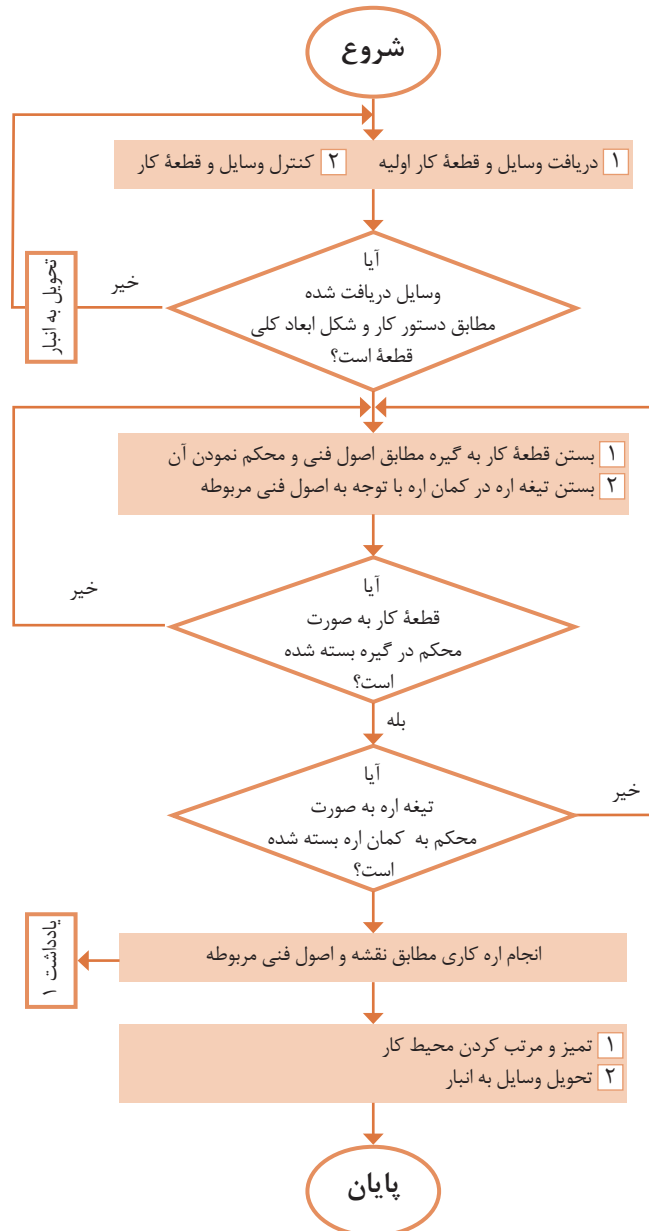 شروع
۱ دریافت وسایل و قطعهٔ کار اولیه ۲ کنترل وسایل و قطعهٔ کار
آیا
وسایل دریافت شده
مطابق دستور کار و شکل ابعاد کلی
قطعهٔ است؟
خیر
تحویل به انبار
۱ بستن قطعهٔ کار به گیره مطابق اصول فنی و محکم نمودن آن
۲ بستن تیغه اره در کمان اره با توجه به اصول فنی مربوطه
آیا
قطعهٔ کار به صورت
محکم در گیره بسته شده
است؟
خیر
بله
آیا
تیغه اره به صورت
محکم به کمان اره بسته شده
است؟
خیر
انجام اره کاری مطابق نقشه و اصول فنی مربوطه
یادداشت ۱
۱ تمیز و مرتب کردن محیط کار
۲ تحویل وسایل به انبار
پایان